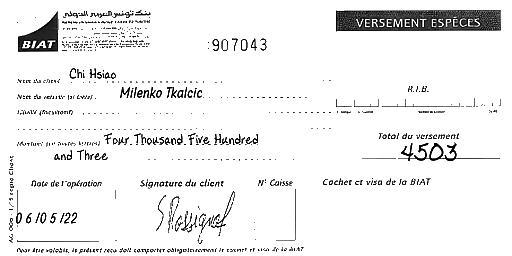 بنك تونس العربي الدولي
BIAT
907043
VERSEMENT ESPÈCES
Nom du client Chi Hsiao
Nom du verseur (si tiers) Milenko Tkalcic
R.I.B.
Libellé (facultatif)
Montant (en toutes lettres) Four Thousand Five Hundred
and Three
Total du versement
4503
Date de l'opération Signature du client N° Caisse Cachet et visa de la BIAT
06/05/22
Pour être valable, le présent reçu doit comporter obligatoirement le cachet et visa de la BIAT